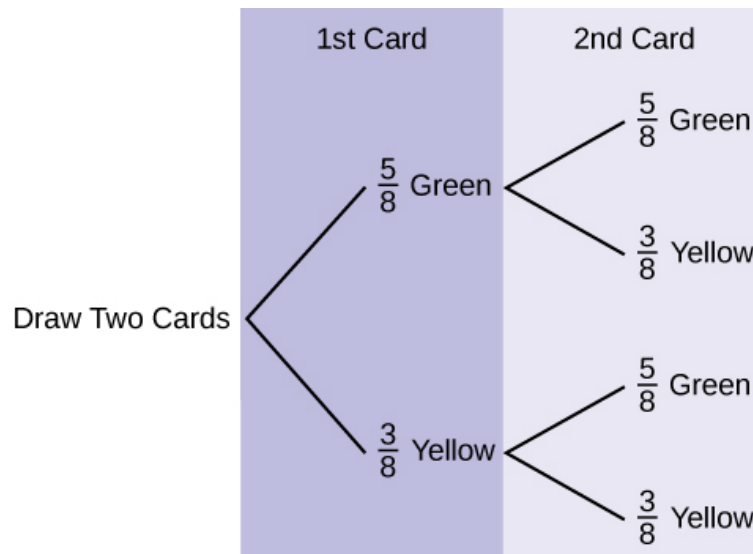 1st Card
2nd Card
5/8 Green
5/8 Green
3/8 Yellow
Draw Two Cards
5/8 Green
3/8 Yellow
3/8 Yellow